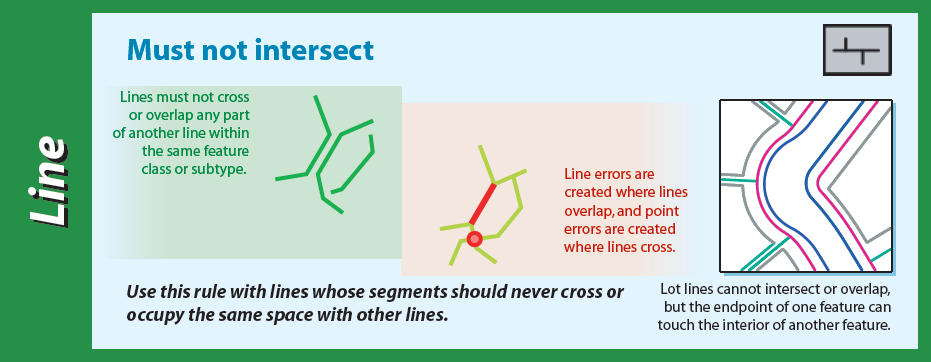 Line
Must not intersect
Lines must not cross
or overlap any part
of another line within
the same feature
class or subtype.
Line errors are
created where lines
overlap, and point
errors are created
where lines cross.
Use this rule with lines whose segments should never cross or
occupy the same space with other lines.
Lot lines cannot intersect or overlap,
but the endpoint of one feature can
touch the interior of another feature.